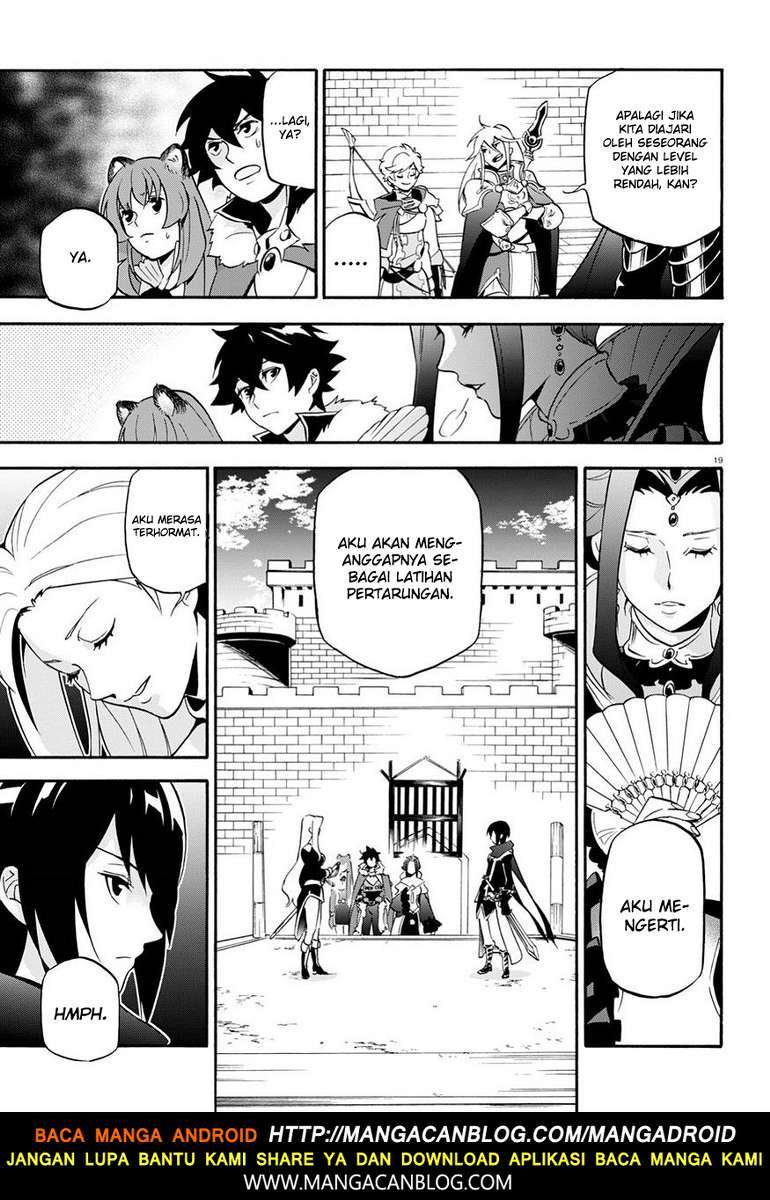 APALAGI JIKA
KITA DIAJARI
OLEH SESEORANG
DENGAN LEVEL
YANG LEBIH
RENDAH, KAN?
.....
...LAGI,
YA?
YA.
19
AKU ME-
NGERTI.
AKU AKAN MENG-
ANGGAPNYA SE-
BAGAI LATIHAN
PERTARUNGAN.
AKU MERASA
TERHORMAT.
HMPH.
BACA MANGA ANDROID HTTP://MANGACANBLOG.COM/MANGADROID
JANGAN LUPA BANTU KAMI SHARE YA DAN DOWNLOAD APLIKASI BACA MANGA KAMI
WWW.MANGACANBLOG.COM